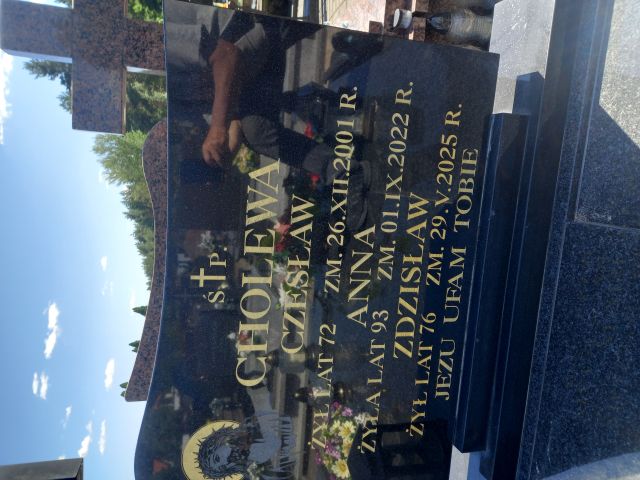 Ś.†P.
CHOLEWA
CZESŁAW
ŻYŁ LAT 72 ZM. 26.XII.2001 R.
ANNA
ŻYŁA LAT 93 ZM. 01.IX.2022 R.
ZDZISŁAW
ŻYŁ LAT 76 ZM. 29.V.2025 R.
JEZU UFAM TOBIE